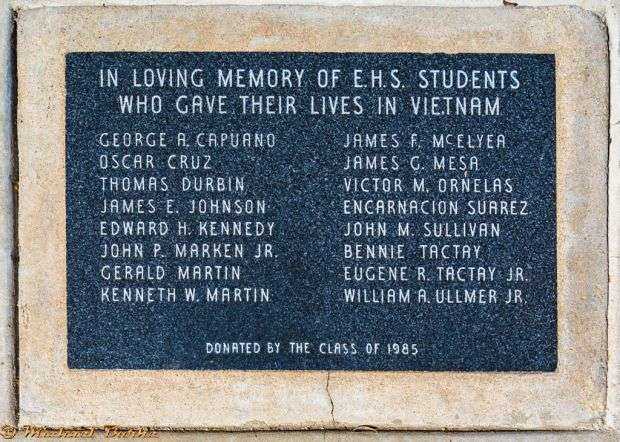 IN LOVING MEMORY OF E.H.S. STUDENTS
WHO GAVE THEIR LIVES IN VIETNAM
GEORGE A. CAPUANO
OSCAR CRUZ
THOMAS DURBIN
JAMES E. JOHNSON
EDWARD H. KENNEDY
JOHN P. MARKEN JR.
GERALD MARTIN
KENNETH W. MARTIN
JAMES F. McELYEA
JAMES G. MESA
VICTOR M. ORNELAS
ENCARNACION SUAREZ
JOHN M. SULLIVAN
BENNIE TACTAY
EUGENE R. TACTAY JR.
WILLIAM A. ULLMER JR.
DONATED BY THE CLASS OF 1985
© Michael